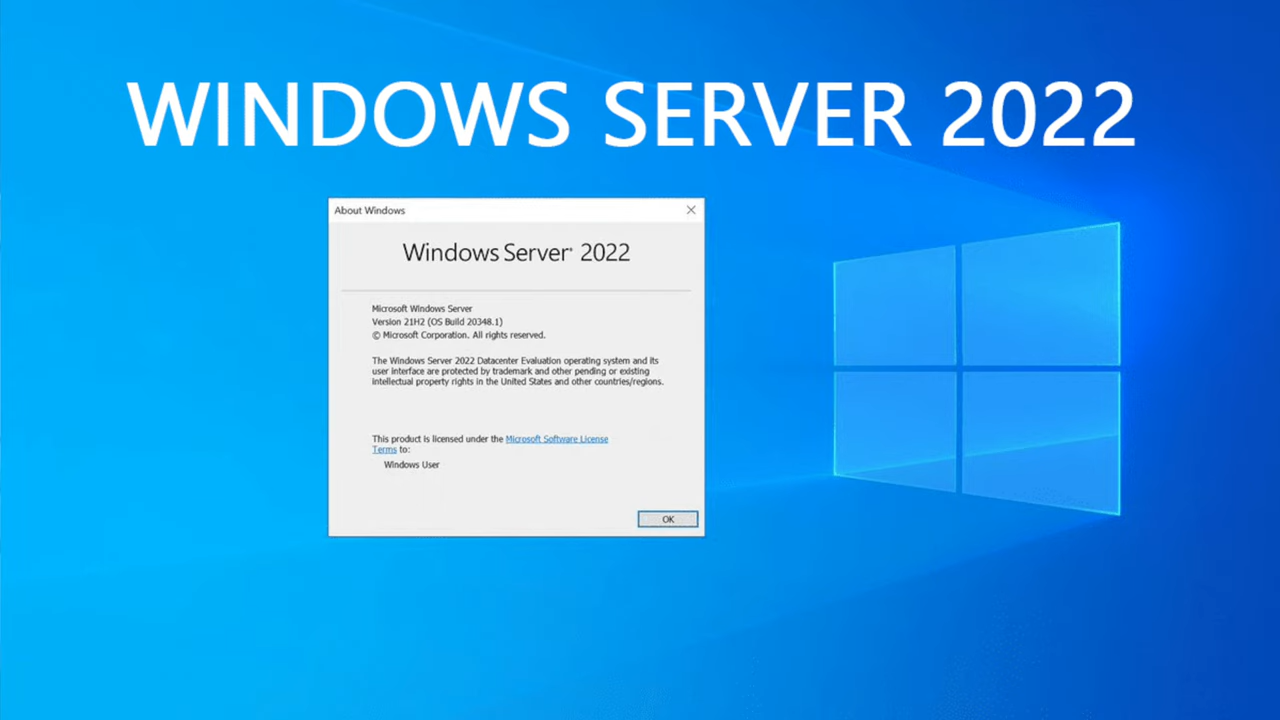 WINDOWS SERVER 2022
About Windows
Windows Server® 2022
Microsoft Windows Server
Version 21H2 (OS Build 20348.1)
© Microsoft Corporation. All rights reserved.
The Windows Server 2022 Datacenter Evaluation operating system and its
user interface are protected by trademark and other pending or existing
intellectual property rights in the United States and other countries/regions.
This product is licensed under the Microsoft Software License
Terms to:
Windows User
OK